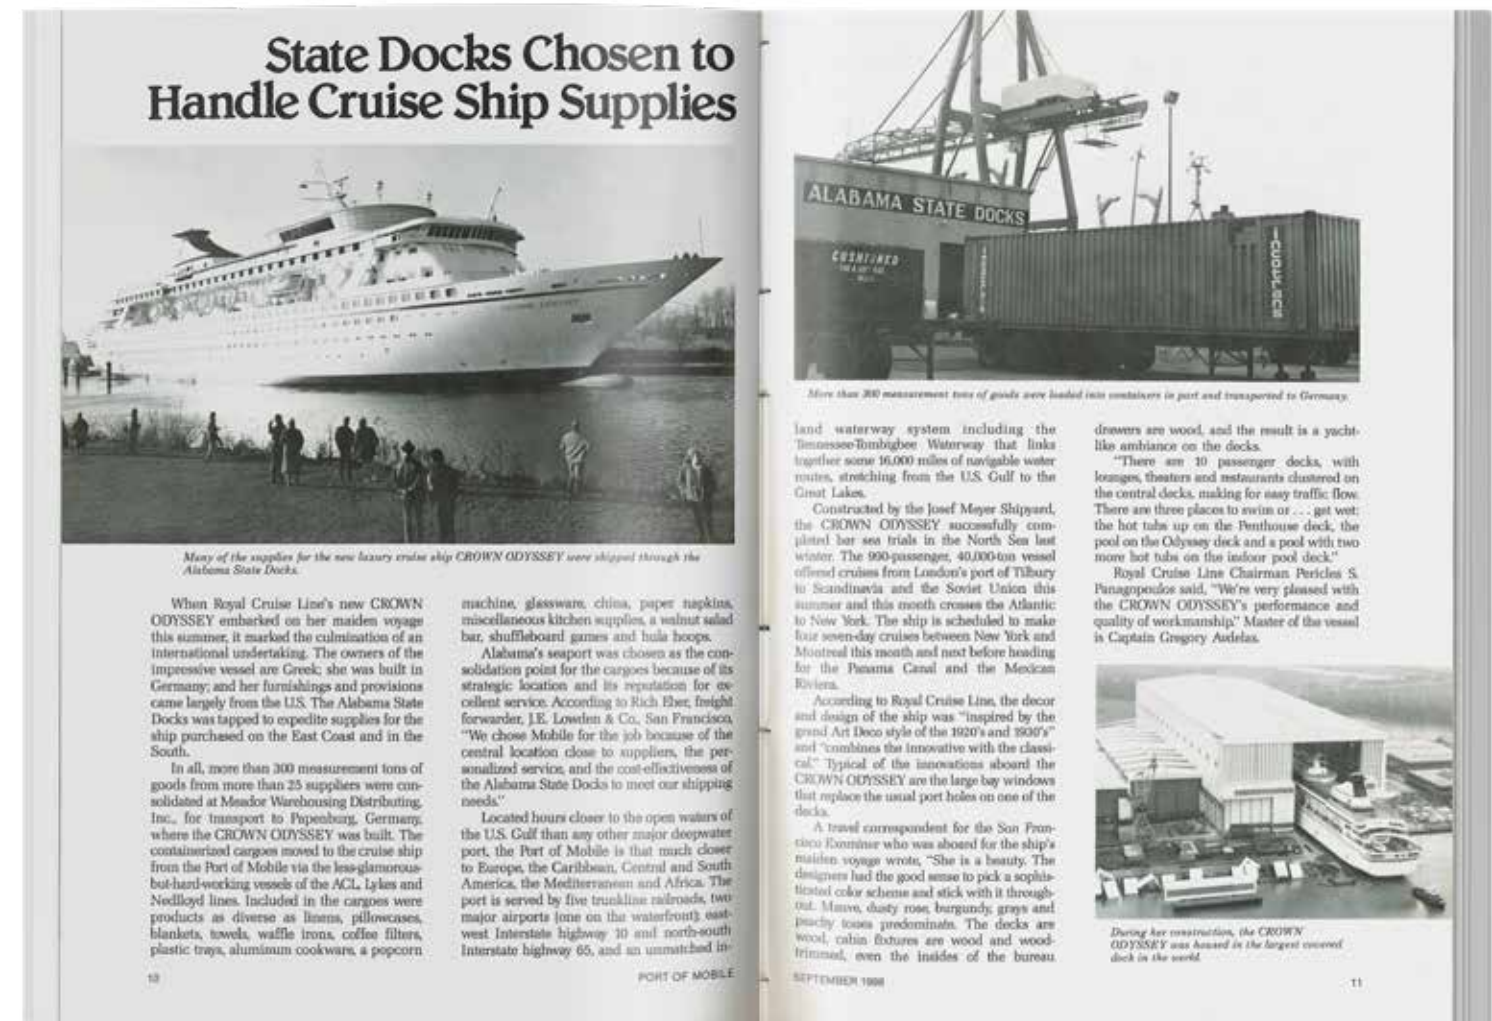 State Docks Chosen to
Handle Cruise Ship Supplies
Many of the supplies for the new luxury cruise ship CROWN ODYSSEY were shipped through the
Alabama State Docks.
When Royal Cruise Line's new CROWN
ODYSSEY embarked on her maiden voyage
this summer, it marked the culmination of an
international undertaking. The owners of the
impressive vessel are Greek; she was built in
Germany; and her furnishings and provisions
came largely from the U.S. The Alabama State
Docks was tapped to expedite supplies for the
ship purchased on the East Coast and in the
South.
In all, more than 300 measurement tons of
goods from more than 25 suppliers were con-
solidated at Meador Warehousing Distributing,
Inc., for transport to Papenburg, Germany,
where the CROWN ODYSSEY was built. The
containerized cargoes moved to the cruise ship
from the Port of Mobile via the less-glamorous-
but-hard-working vessels of the ACL, Lykes and
Nedlloyd lines. Included in the cargoes were
products as diverse as linens, pillowcases,
blankets, towels, waffle irons, coffee filters,
plastic trays, aluminum cookware, a popcorn
machine, glassware, china, paper napkins,
miscellaneous kitchen supplies, a walnut salad
bar, shuffleboard games and hula hoops.
Alabama's seaport was chosen as the con-
solidation point for the cargoes because of its
strategic location and its reputation for ex-
cellent service. According to Rich Eber, freight
forwarder, J.E. Lowden & Co., San Francisco,
"We chose Mobile for the job because of the
central location close to suppliers, the per-
sonalized service, and the cost-effectiveness of
the Alabama State Docks to meet our shipping
needs."
Located hours closer to the open waters of
the U.S. Gulf than any other major deepwater
port, the Port of Mobile is that much closer
to Europe, the Caribbean, Central and South
America, the Mediterranean and Africa. The
port is served by five trunkline railroads, two
major airports (one on the waterfront); east-
west Interstate highway 10 and north-south
Interstate highway 65, and an unmatched in-
10
PORT OF MOBILE
ALABAMA STATE DOCKS
CUSHIONED
incotrans
More than 300 measurement tons of goods were loaded into containers in port and transported to Germany.
land waterway system including the
Tennessee-Tombigbee Waterway that links
together some 16,000 miles of navigable water
routes, stretching from the U.S. Gulf to the
Great Lakes.
Constructed by the Josef Meyer Shipyard,
the CROWN ODYSSEY successfully com-
pleted her sea trials in the North Sea last
winter. The 990-passenger, 40,000-ton vessel
offered cruises from London's port of Tilbury
to Scandinavia and the Soviet Union this
summer and this month crosses the Atlantic
to New York. The ship is scheduled to make
four seven-day cruises between New York and
Montreal this month and next before heading
for the Panama Canal and the Mexican
Riviera.
According to Royal Cruise Line, the decor
and design of the ship was "inspired by the
grand Art Deco style of the 1920's and 1930's"
and "combines the innovative with the classi-
cal." Typical of the innovations aboard the
CROWN ODYSSEY are the large bay windows
that replace the usual port holes on one of the
decks.
A travel correspondent for the San Fran-
cisco Examiner who was aboard for the ship's
maiden voyage wrote, "She is a beauty. The
designers had the good sense to pick a sophis-
ticated color scheme and stick with it through-
out. Mauve, dusty rose, burgundy, grays and
peachy tones predominate. The decks are
wood, cabin fixtures are wood and wood-
trimmed, even the insides of the bureau
drawers are wood, and the result is a yacht-
like ambiance on the decks.
"There are 10 passenger decks, with
lounges, theaters and restaurants clustered on
the central decks, making for easy traffic flow.
There are three places to swim or . . . get wet:
the hot tubs up on the Penthouse deck, the
pool on the Odyssey deck and a pool with two
more hot tubs on the indoor pool deck."
Royal Cruise Line Chairman Pericles S.
Panagopoulos said, "We're very pleased with
the CROWN ODYSSEY's performance and
quality of workmanship." Master of the vessel
is Captain Gregory
During her construction, the CROWN
ODYSSEY was housed in the largest covered
dock in the world.
SEPTEMBER
11